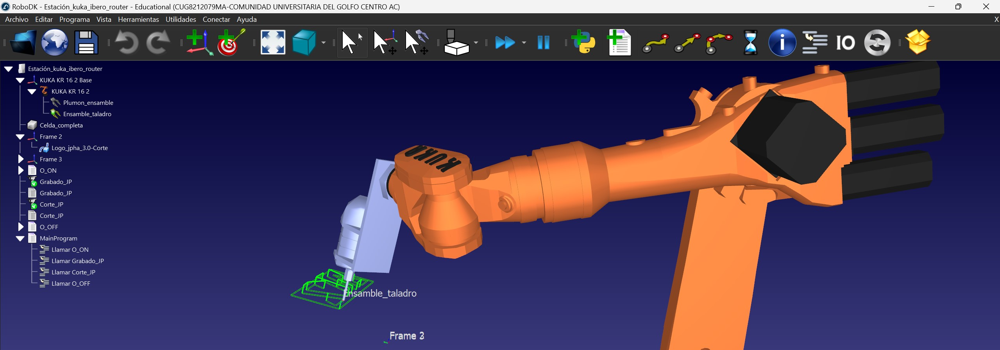 RoboDK - Estación_kuka_ibero_router - Educational (CUG8212079MA-COMUNIDAD UNIVERSITARIA DEL GOLFO CENTRO AC)
Archivo Editar Programa Vista Herramientas Utilidades Conectar Ayuda X
IO
Estación_kuka_ibero_router
KUKA KR 16 2 Base
KUKA KR 16 2
Plumon_ensamble
Ensamble_taladro
Celda_completa
Frame 2
Logo_jpha_3.0-Corte
Frame 3
O_ON
Grabado_JP
Grabado_JP
Corte_JP
Corte_JP
O_OFF
MainProgram
Llamar O_ON
Llamar Grabado_JP
Llamar Corte_JP
Llamar O_OFF
KUKA
Ensamble_taladro
Frame